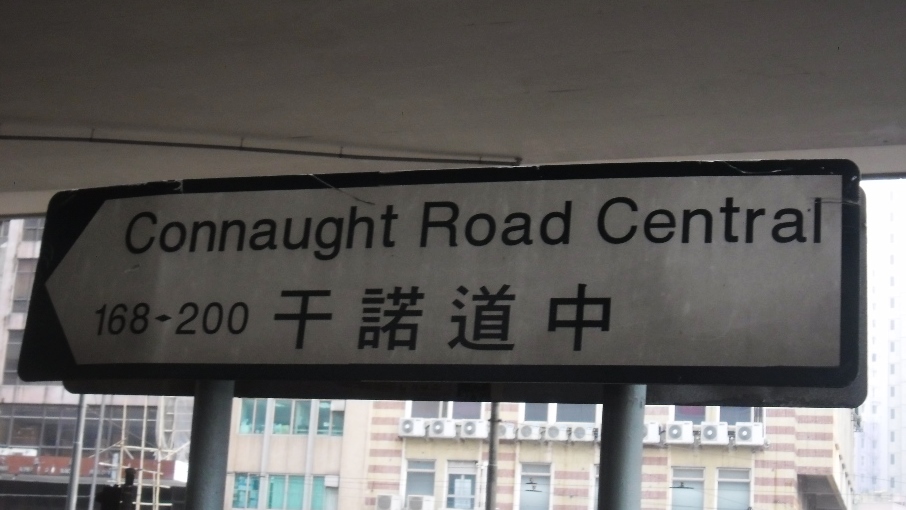 Connaught Road Central
168-200 干諾道中